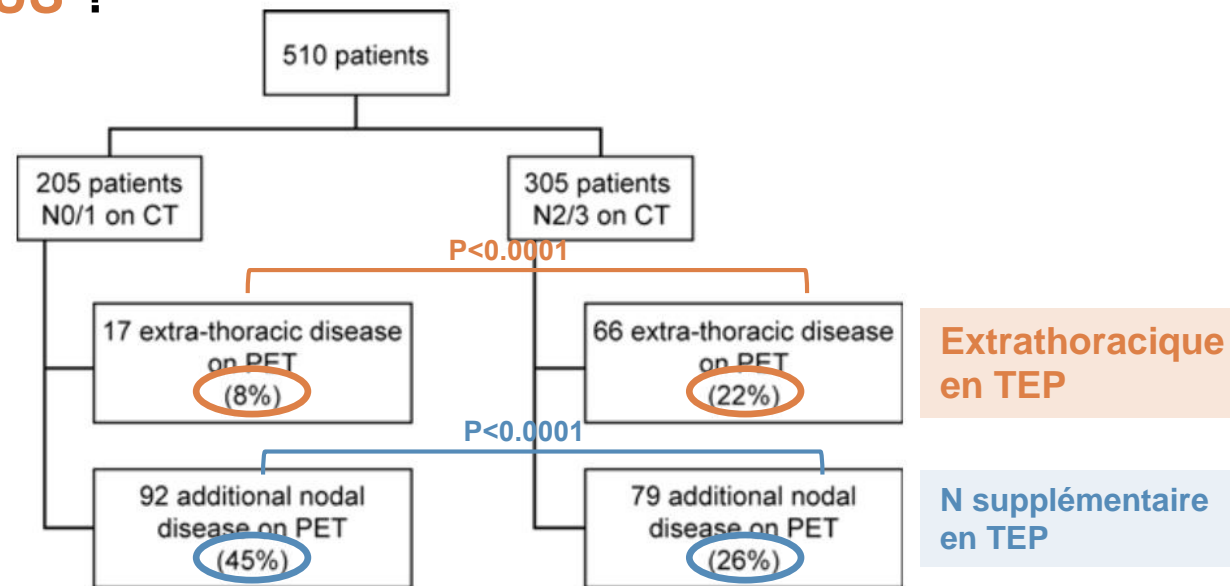 ?
510 patients
205 patients
N0/1 on CT
305 patients
N2/3 on CT
P<0.0001
17 extra-thoracic disease
on PET
(8%)
66 extra-thoracic disease
on PET
(22%)
Extrathoracique
en TEP
P<0.0001
92 additional nodal
disease on PET
(45%)
79 additional nodal
disease on PET
(26%)
N supplémentaire
en TEP